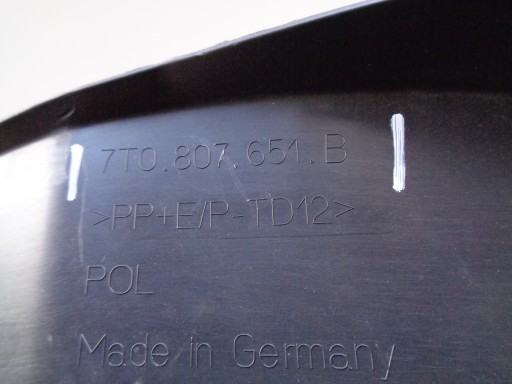 7T0.807.651.B
>PP+E/P-TD12>
POL
Made in Germany